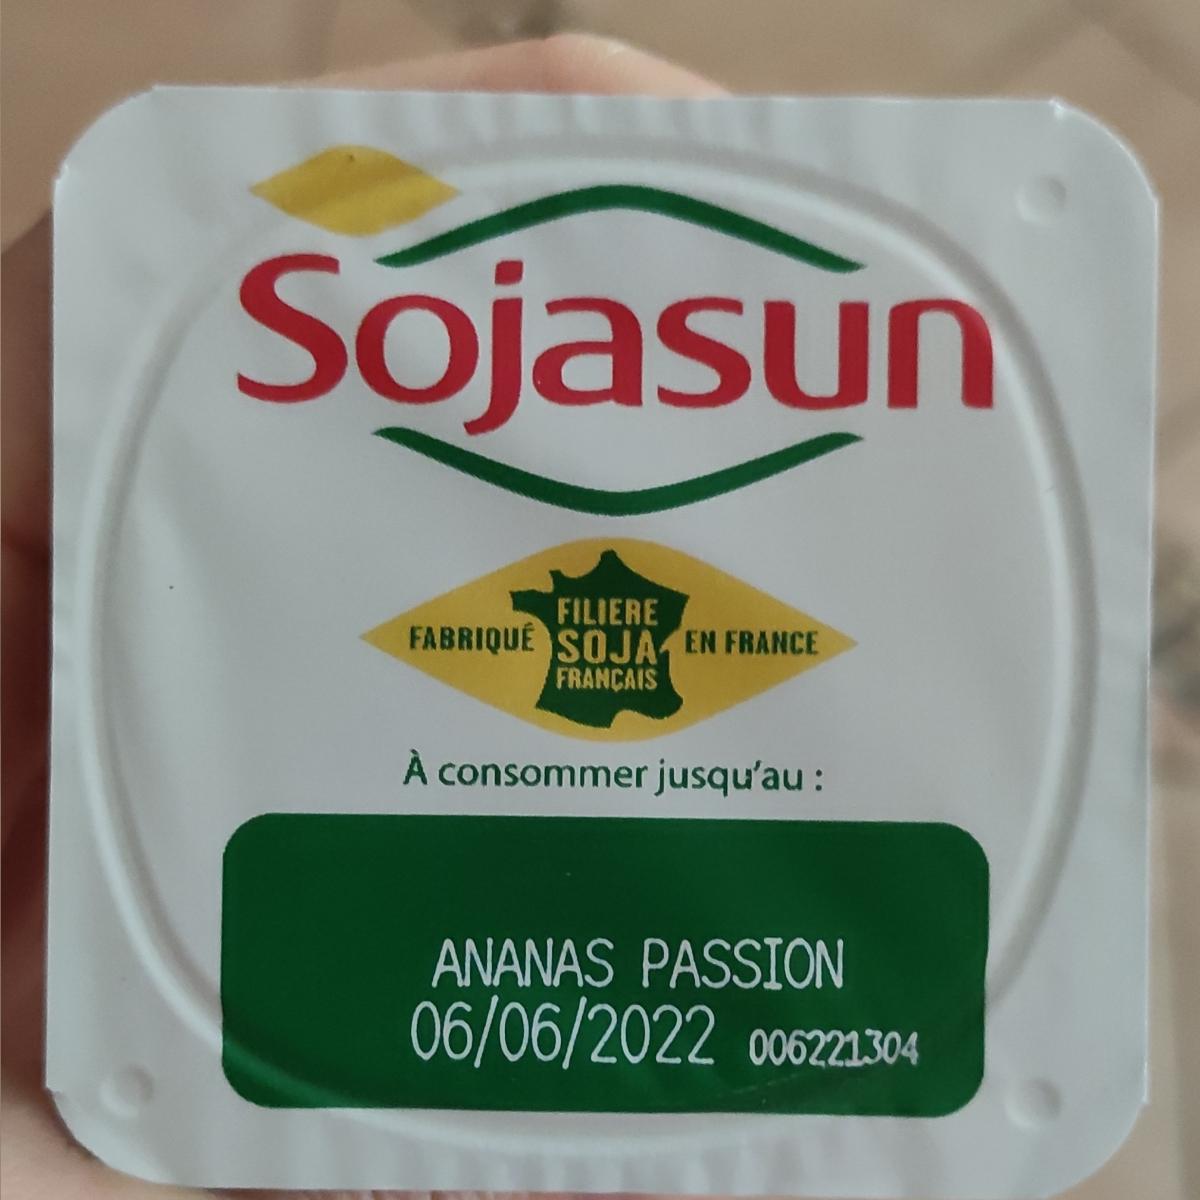 Sojasun
FABRIQUÉ FILIERE SOJA FRANÇAIS EN FRANCE
À consommer jusqu'au :
ANANAS PASSION
06/06/2022 006221304